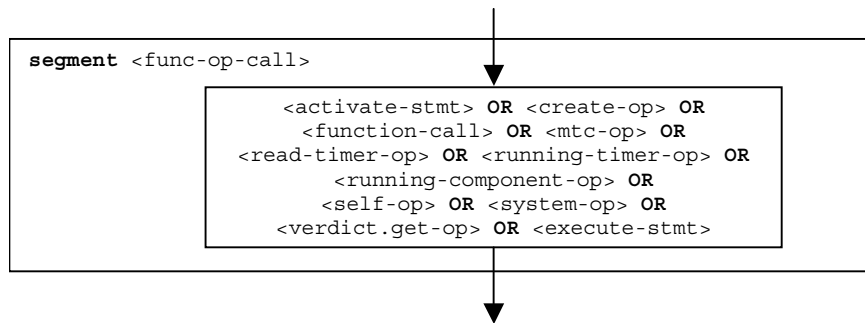 segment <func-op-call>
<activate-stmt> OR <create-op> OR
<function-call> OR <mtc-op> OR
<read-timer-op> OR <running-timer-op> OR
<running-component-op> OR
<self-op> OR <system-op> OR
<verdict.get-op> OR <execute-stmt>